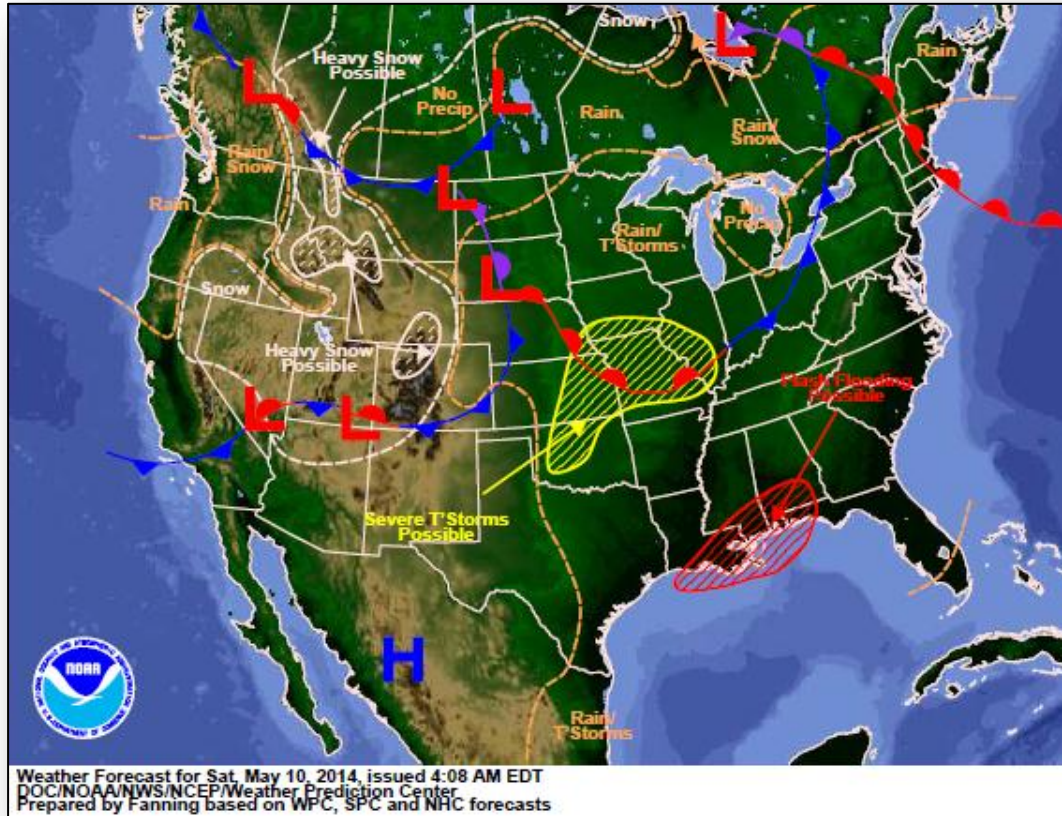 Snow
Heavy Snow
Possible
Rain
No
Precip
Rain
Rain/
Snow
Rain/
Snow
Rain
No
Precip
Rain/
T'Storms
Snow
Heavy Snow
Possible
Flash Flooding
Possible
Severe T'Storms
Possible
H
NOAA
Rain/
T'Storms
L
L
L
L
L
L
L
Weather Forecast for Sat, May 10, 2014, issued 4:08 AM EDT
DOC/NOAA/NWS/NCEP/Weather Prediction Center
Prepared by Fanning based on WPC, SPC and NHC forecasts